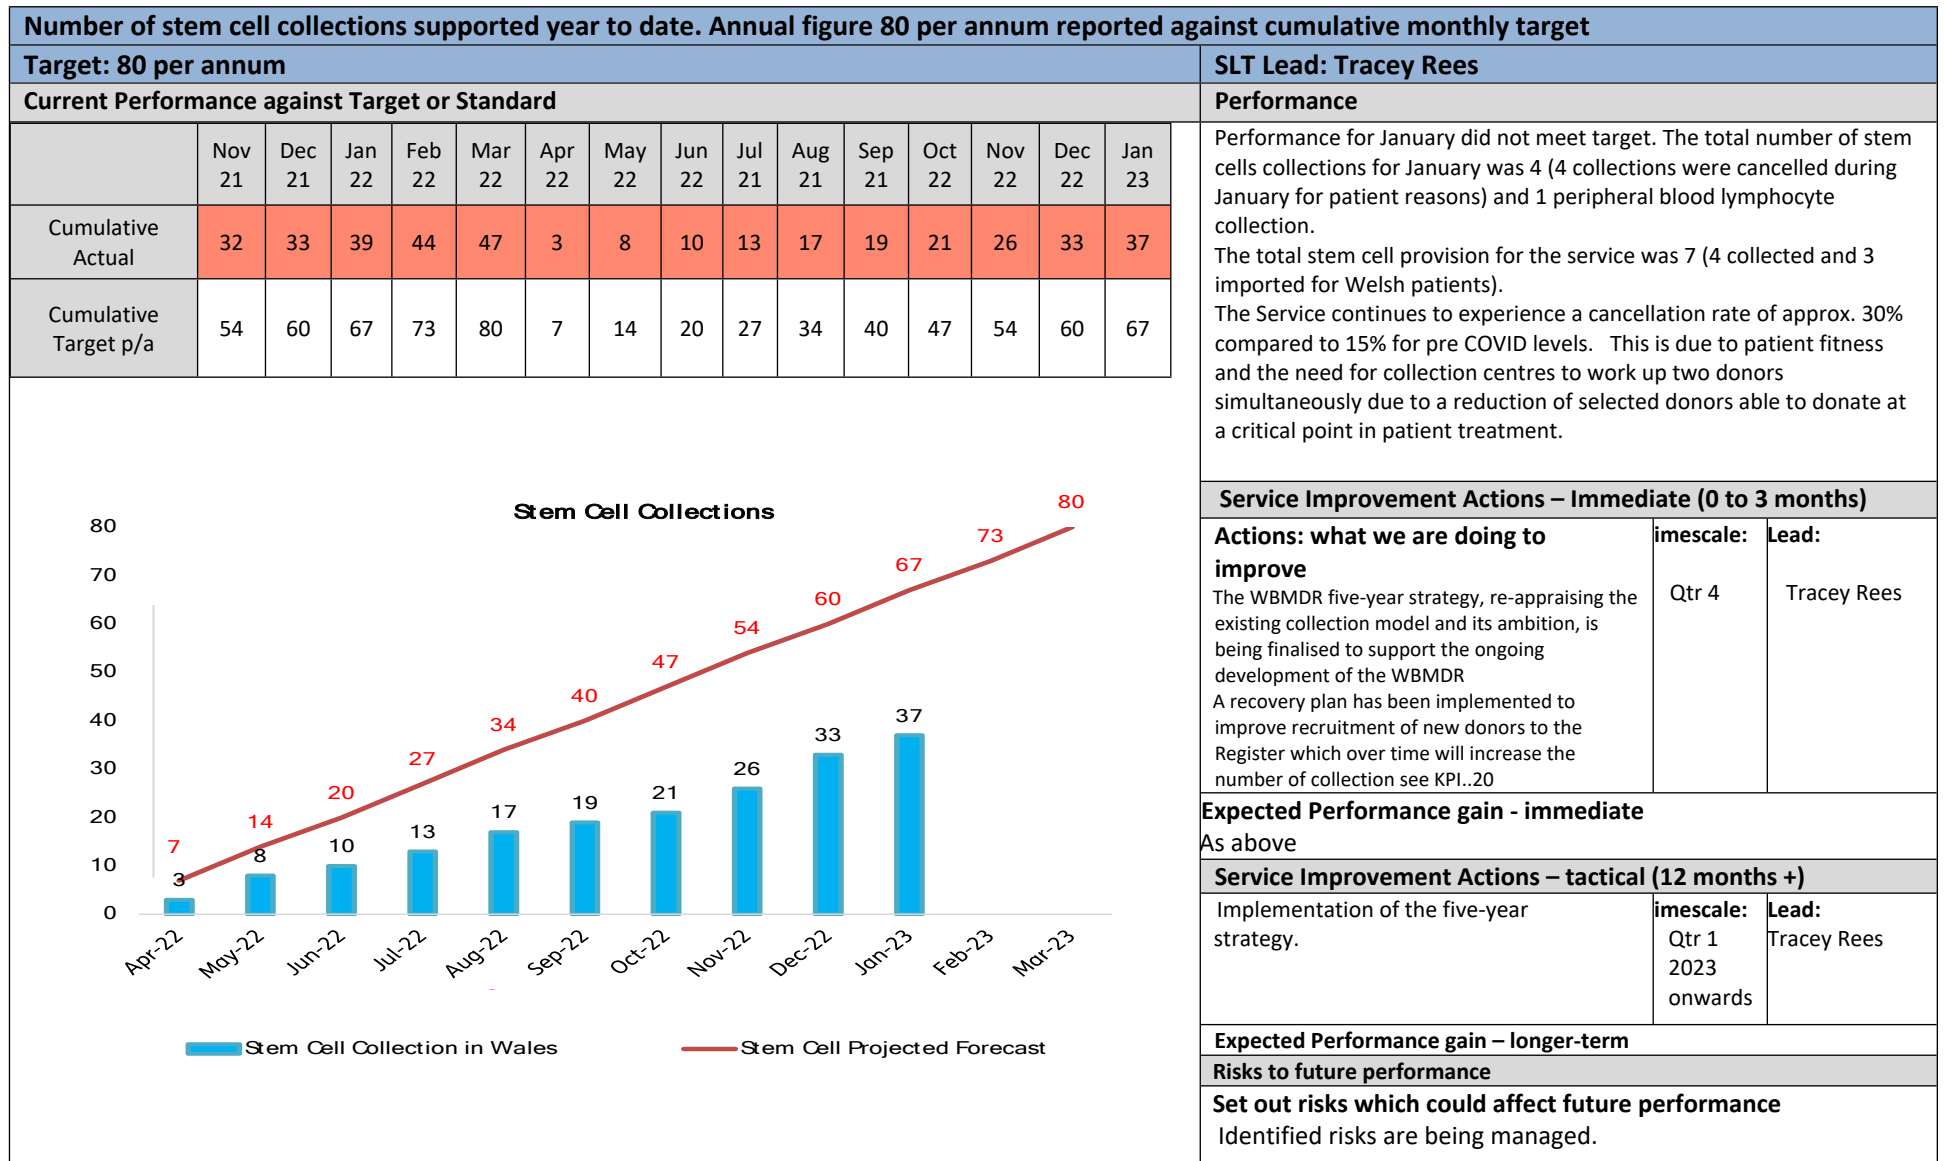 Number of stem cell collections supported year to date. Annual figure 80 per annum reported against cumulative monthly target
Target: 80 per annum
SLT Lead: Tracey Rees
Current Performance against Target or Standard
Performance
Nov 21 Dec 21 Jan 22 Feb 22 Mar 22 Apr 22 May 22 Jun 22 Jul 21 Aug 21 Sep 21 Oct 22 Nov 22 Dec 22 Jan 23
Cumulative Actual 32 33 39 44 47 3 8 10 13 17 19 21 26 33 37
Cumulative Target p/a 54 60 67 73 80 7 14 20 27 34 40 47 54 60 67
Performance for January did not meet target. The total number of stem
cells collections for January was 4 (4 collections were cancelled during
January for patient reasons) and 1 peripheral blood lymphocyte
collection.
The total stem cell provision for the service was 7 (4 collected and 3
imported for Welsh patients).
The Service continues to experience a cancellation rate of approx. 30%
compared to 15% for pre COVID levels. This is due to patient fitness
and the need for collection centres to work up two donors
simultaneously due to a reduction of selected donors able to donate at
a critical point in patient treatment.
Stem Cell Collections
80
70
60
50
40
30
20
10
0
7 14 20 27 34 40 47 54 60 67 73 80
3 8 10 13 17 19 21 26 33 37
Apr-22 May-22 Jun-22 Jul-22 Aug-22 Sep-22 Oct-22 Nov-22 Dec-22 Jan-23 Feb-23 Mar-23
Stem Cell Collection in Wales
Stem Cell Projected Forecast
Service Improvement Actions – Immediate (0 to 3 months)
Actions: what we are doing to
improve
The WBMDR five-year strategy, re-appraising the
existing collection model and its ambition, is
being finalised to support the ongoing
development of the WBMDR
A recovery plan has been implemented to
improve recruitment of new donors to the
Register which over time will increase the
number of collection see KPI..20
imescale:
Qtr 4
Lead:
Tracey Rees
Expected Performance gain - immediate
As above
Service Improvement Actions – tactical (12 months +)
Implementation of the five-year
strategy.
imescale:
Qtr 1
2023
onwards
Lead:
Tracey Rees
Expected Performance gain – longer-term
Risks to future performance
Set out risks which could affect future performance
Identified risks are being managed.